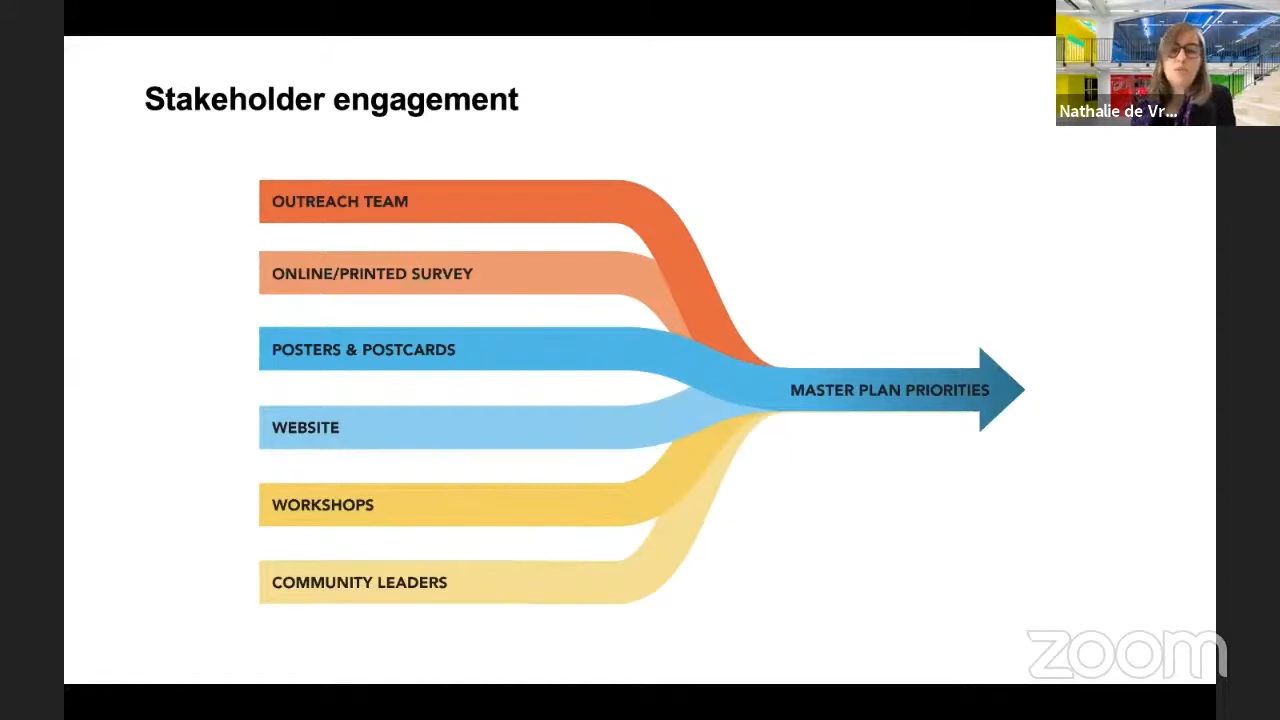 Stakeholder engagement
Nathalie de Vr...
OUTREACH TEAM
ONLINE/PRINTED SURVEY
POSTERS & POSTCARDS
MASTER PLAN PRIORITIES
WEBSITE
WORKSHOPS
COMMUNITY LEADERS
zoom